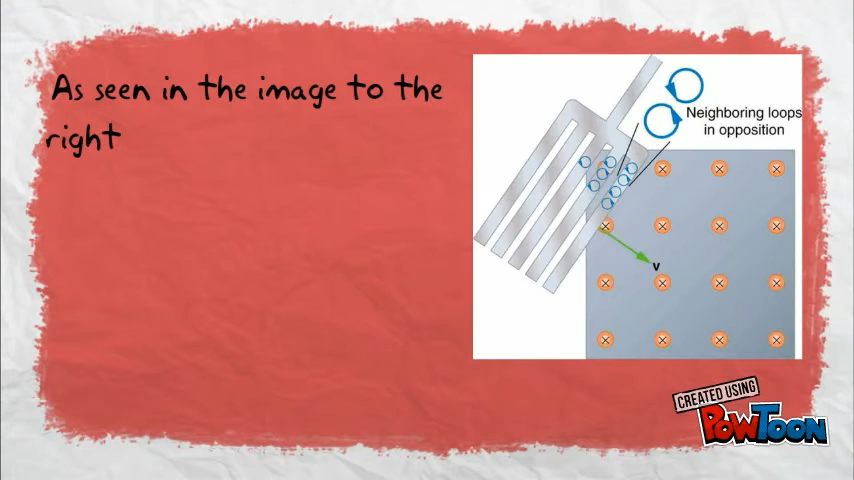 As seen in the image to the
right
Neighboring loops
in opposition
v
CREATED USING
POWTOON